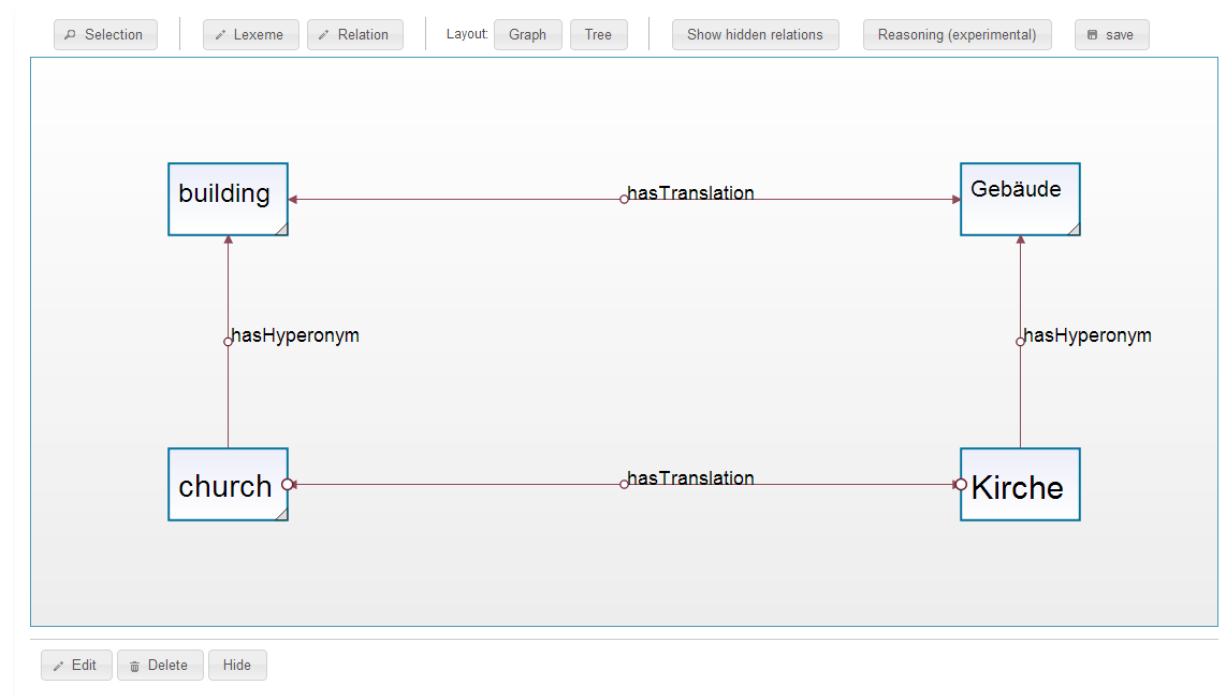 Selection Lexeme Relation Layout: Graph Tree Show hidden relations Reasoning (experimental) save
building hasTranslation Gebäude
hasHyperonym hasHyperonym
church hasTranslation Kirche
Edit Delete Hide